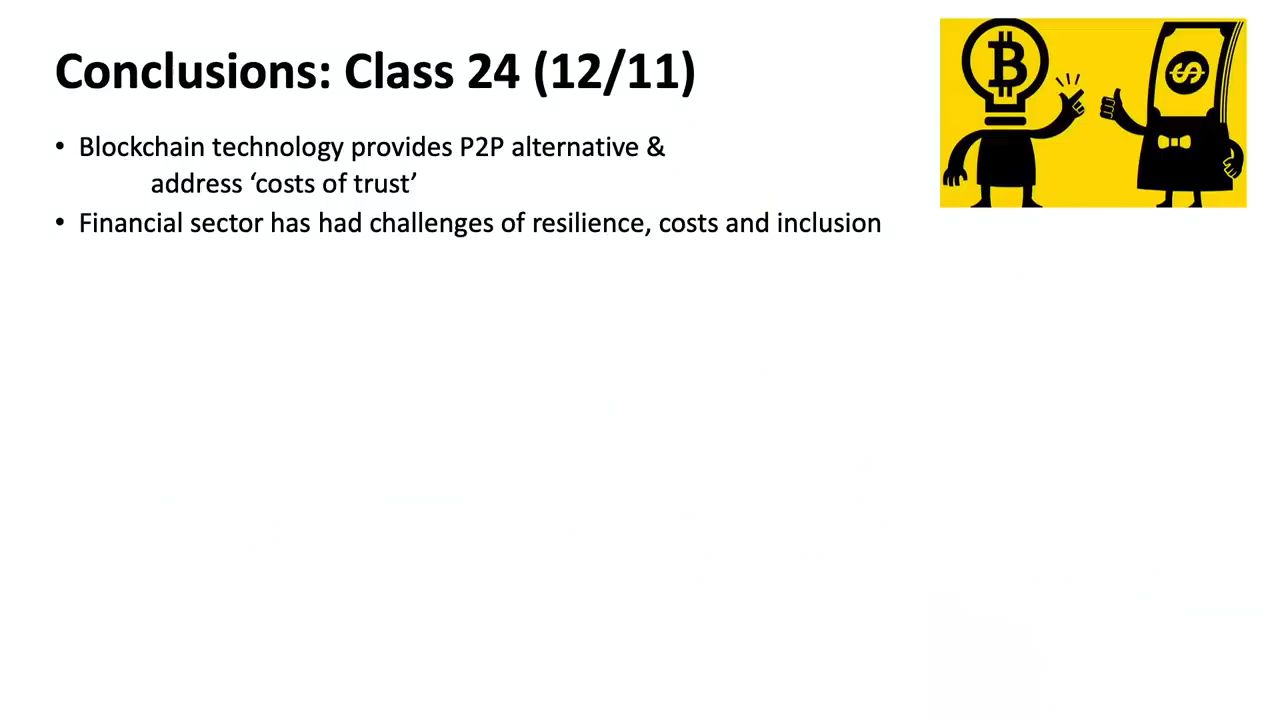 Conclusions: Class 24 (12/11)
• Blockchain technology provides P2P alternative &
address ‘costs of trust’
• Financial sector has had challenges of resilience, costs and inclusion